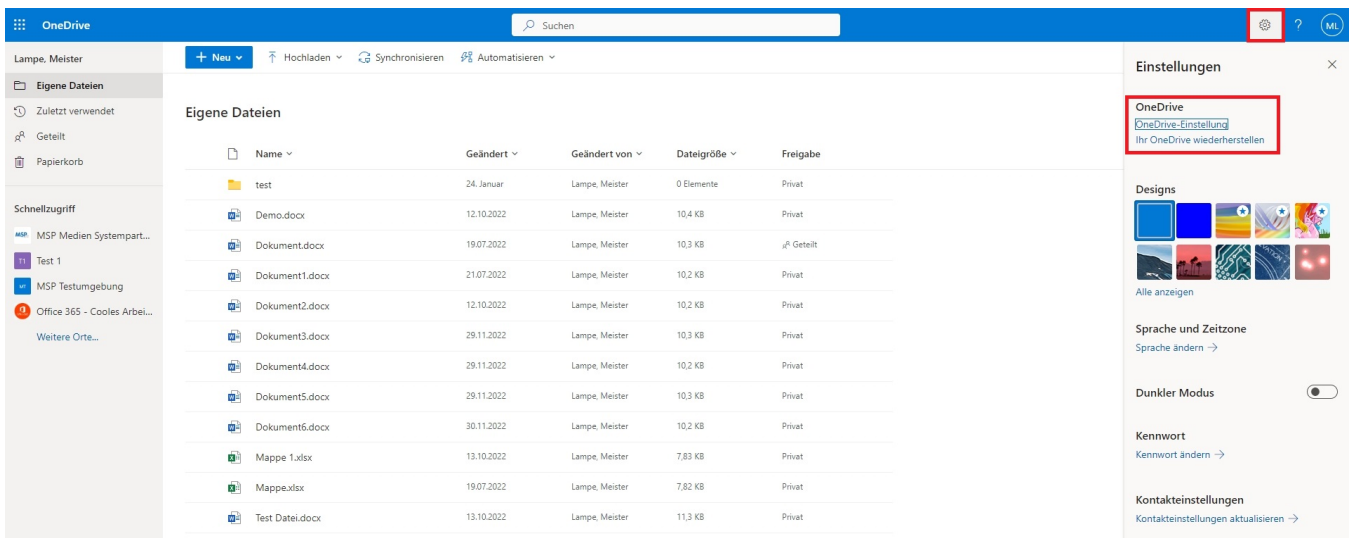 OneDrive
Suchen
?
ML
Lampe, Meister
Eigene Dateien
Zuletzt verwendet
Geteilt
Papierkorb
Schnellzugriff
MSP MSP Medien Systempart...
T1 Test 1
MT MSP Testumgebung
Office 365 - Cooles Arbei...
Weitere Orte...
+ Neu
Hochladen
Synchronisieren
Automatisieren
Eigene Dateien
Name Geändert Geändert von Dateigröße Freigabe
test 24. Januar Lampe, Meister 0 Elemente Privat
Demo.docx 12.10.2022 Lampe, Meister 10,4 KB Privat
Dokument.docx 19.07.2022 Lampe, Meister 10,3 KB Geteilt
Dokument1.docx 21.07.2022 Lampe, Meister 10,2 KB Privat
Dokument2.docx 12.10.2022 Lampe, Meister 10,2 KB Privat
Dokument3.docx 29.11.2022 Lampe, Meister 10,3 KB Privat
Dokument4.docx 29.11.2022 Lampe, Meister 10,2 KB Privat
Dokument5.docx 29.11.2022 Lampe, Meister 10,3 KB Privat
Dokument6.docx 30.11.2022 Lampe, Meister 10,2 KB Privat
Mappe 1.xlsx 13.10.2022 Lampe, Meister 7,83 KB Privat
Mappe.xlsx 19.07.2022 Lampe, Meister 7,82 KB Privat
Test Datei.docx 13.10.2022 Lampe, Meister 11,3 KB Privat
Einstellungen
OneDrive
OneDrive-Einstellung
Ihr OneDrive wiederherstellen
Designs
Alle anzeigen
Sprache und Zeitzone
Sprache ändern →
Dunkler Modus
Kennwort
Kennwort ändern →
Kontakteinstellungen
Kontakteinstellungen aktualisieren →